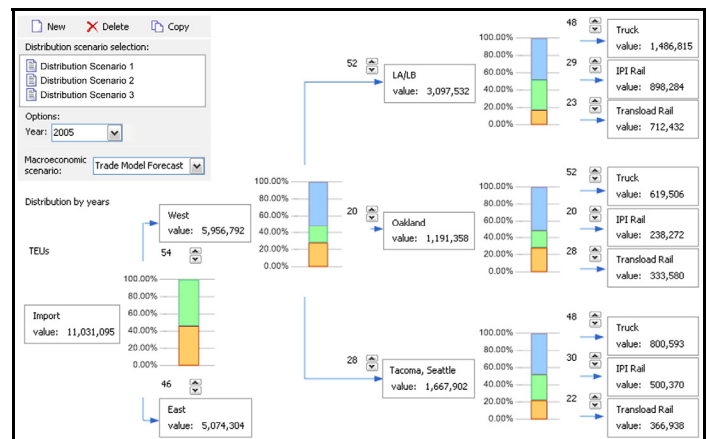 New Delete Copy
Distribution scenario selection:
Distribution Scenario 1
Distribution Scenario 2
Distribution Scenario 3
Options:
Year: 2005
Macroeconomic scenario: Trade Model Forecast
Distribution by years
TEUs
Import
value: 11,031,095
54
West
value: 5,956,792
100.00%
80.00%
60.00%
40.00%
20.00%
0.00%
46
East
value: 5,074,304
100.00%
80.00%
60.00%
40.00%
20.00%
0.00%
52
LA/LB
value: 3,097,532
20
Oakland
value: 1,191,358
28
Tacoma, Seattle
value: 1,667,902
100.00%
80.00%
60.00%
40.00%
20.00%
0.00%
48
Truck
value: 1,486,815
29
IPI Rail
value: 898,284
23
Transload Rail
value: 712,432
100.00%
80.00%
60.00%
40.00%
20.00%
0.00%
52
Truck
value: 619,506
20
IPI Rail
value: 238,272
28
Transload Rail
value: 333,580
100.00%
80.00%
60.00%
40.00%
20.00%
0.00%
48
Truck
value: 800,593
30
IPI Rail
value: 500,370
22
Transload Rail
value: 366,938